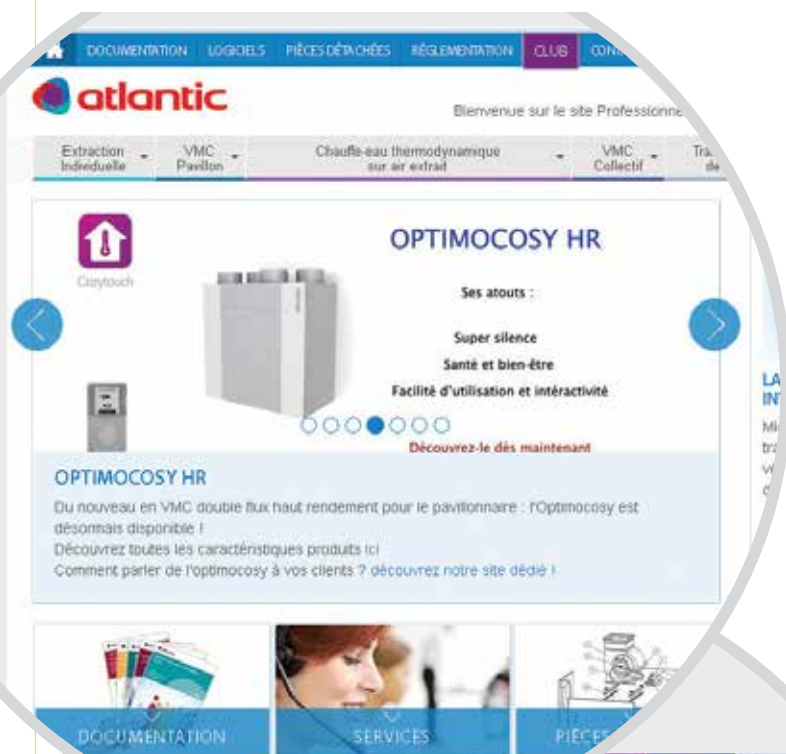 DOCUMENTATION LOGICIELS PIÈCES DÉTACHÉES RÉGLEMENTATION CLUB
atlantic
Bienvenue sur le site
Extraction Individuelle
VMC Pavillon
Chauffe-eau thermodynamique sur air extrait
VMC Collectif
Cozytouch
OPTIMOCOSY HR
Ses atouts :
Super silence
Santé et bien-être
Facilité d'utilisation et intéractivité
Découvrez-le dès maintenant
OPTIMOCOSY HR
Du nouveau en VMC double flux haut rendement pour le pavillonnaire : l'Optimocosy est
désormais disponible !
Découvrez toutes les caractéristiques produits ici
Comment parler de l'optimocosy à vos clients ? découvrez notre site dédié !
LA
DOCUMENTATION
SERVICES
PIÈCES